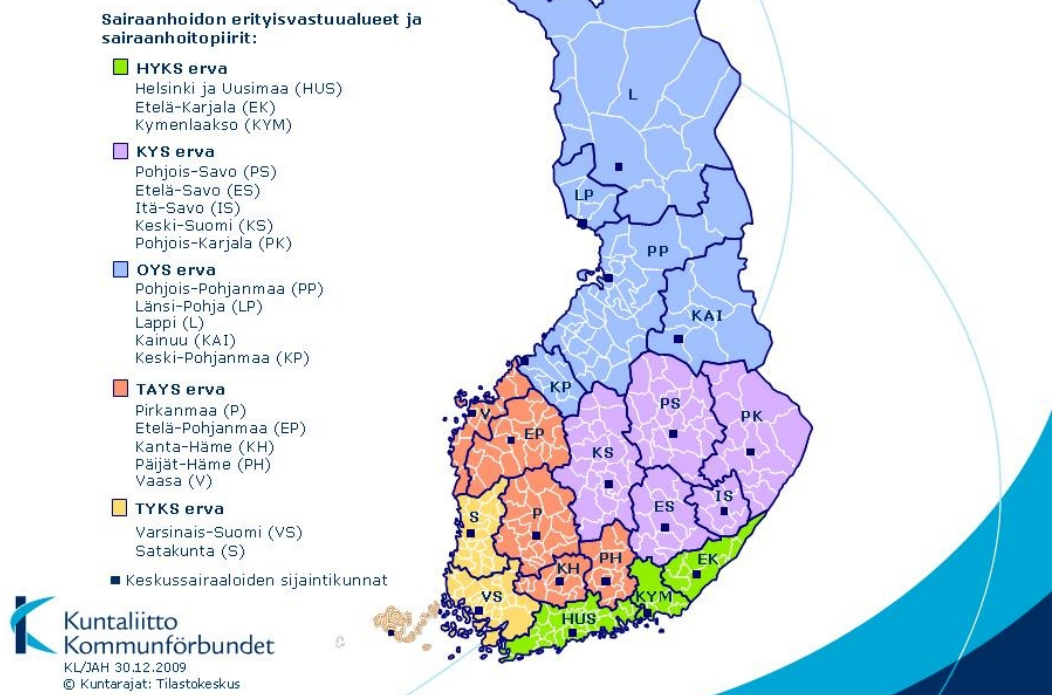 Sairaanhoidon erityisvastuualueet ja
sairaanhoitopiirit:
HYKS erva
Helsinki ja Uusimaa (HUS)
Etelä-Karjala (EK)
Kymenlaakso (KYM)
KYS erva
Pohjois-Savo (PS)
Etelä-Savo (ES)
Itä-Savo (IS)
Keski-Suomi (KS)
Pohjois-Karjala (PK)
OYS erva
Pohjois-Pohjanmaa (PP)
Länsi-Pohja (LP)
Lappi (L)
Kainuu (KAI)
Keski-Pohjanmaa (KP)
TAYS erva
Pirkanmaa (P)
Etelä-Pohjanmaa (EP)
Kanta-Häme (KH)
Päijät-Häme (PH)
Vaasa (V)
TYKS erva
Varsinais-Suomi (VS)
Satakunta (S)
Keskussairaaloiden sijaintikunnat
Kuntaliitto
Kommunförbundet
KL/JAH 30.12.2009
© Kuntarajat: Tilastokeskus
L
LP
PP
KAI
KP
V
EP
KS
PS
PK
S
P
ES
IS
KH
PH
EK
VS
KYM
HUS